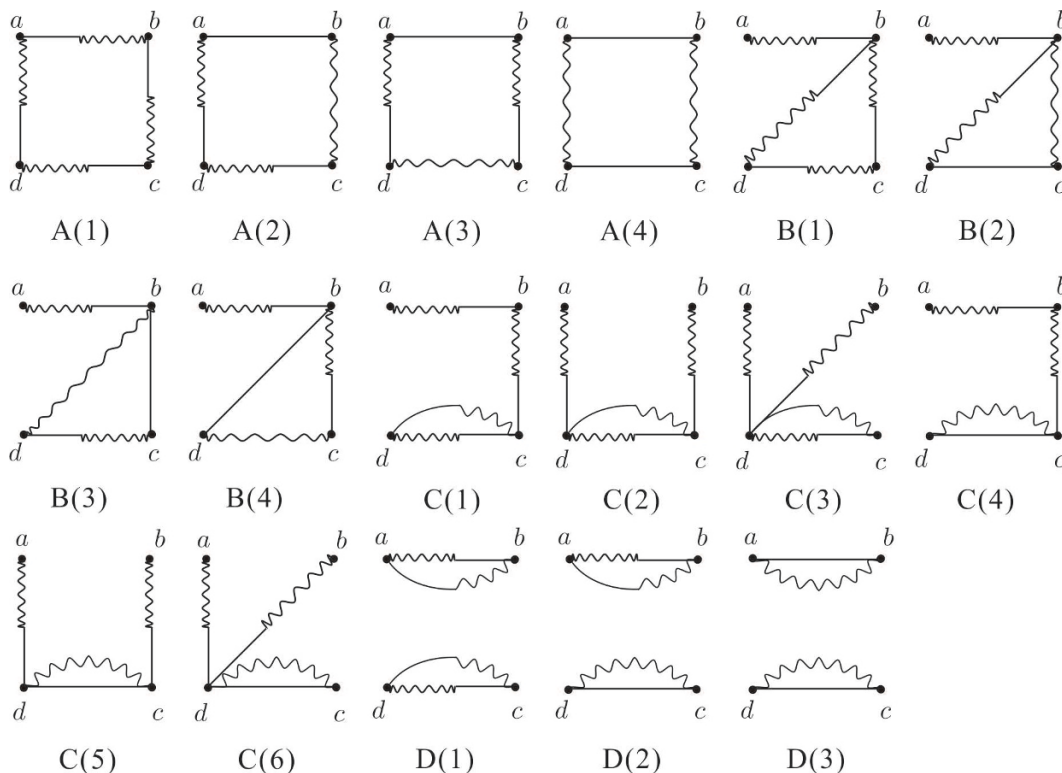 a b a b a b a b a b a b
d c d c d c d c d c d c
A(1) A(2) A(3) A(4) B(1) B(2)
a b a b a b a b a b a b
d c d c d c d c d c d c
B(3) B(4) C(1) C(2) C(3) C(4)
a b a b a b a b a b
d c d c d c d c d c
C(5) C(6) D(1) D(2) D(3)